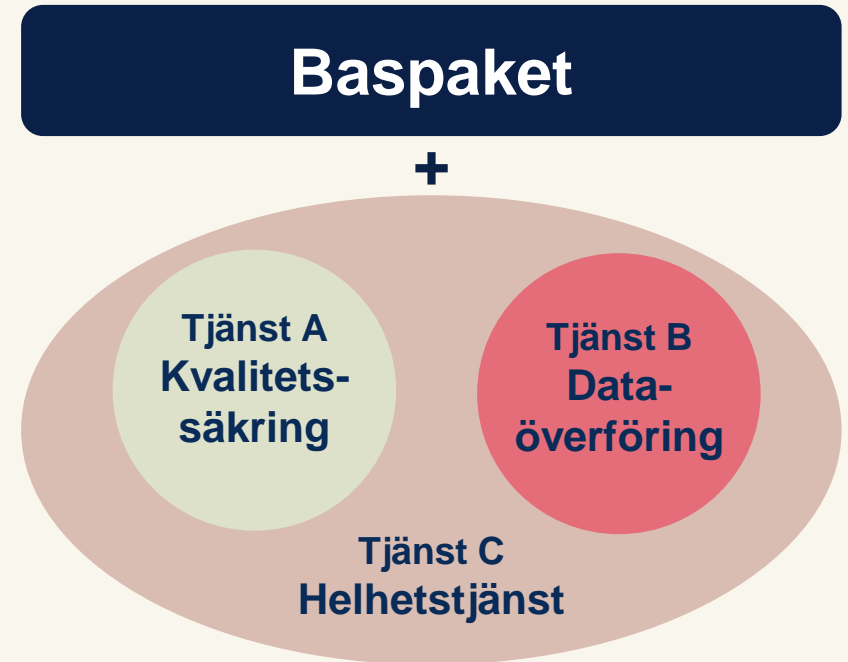 Baspaket
+
Tjänst A
Kvalitets-
säkring
Tjänst B
Data-
överföring
Tjänst C
Helhetstjänst